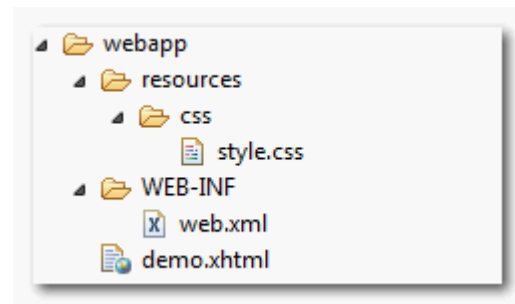 webapp
resources
css
style.css
WEB-INF
web.xml
demo.xhtml